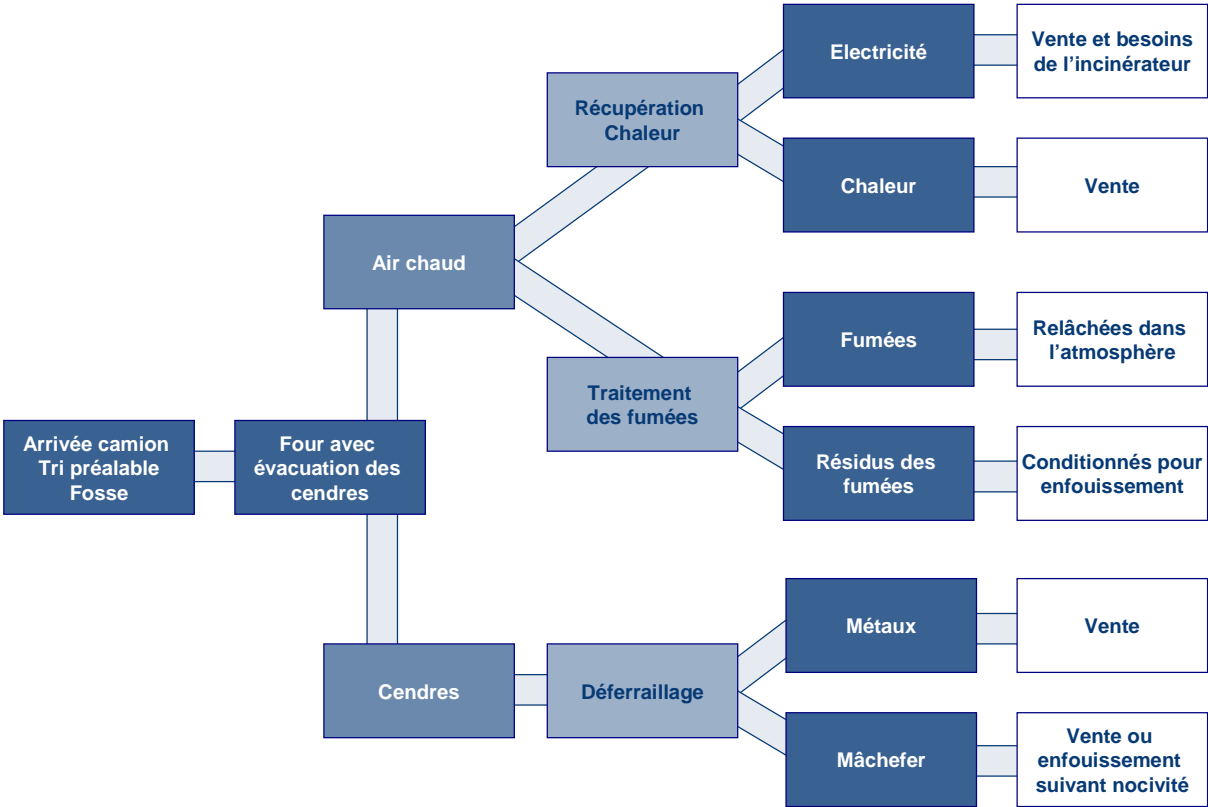 Electricité
Vente et besoins
de l'incinérateur
Récupération
Chaleur
Chaleur
Vente
Air chaud
Fumées
Relâchées dans
l'atmosphère
Traitement
des fumées
Arrivée camion
Tri préalable
Fosse
Four avec
évacuation des
cendres
Résidus des
fumées
Conditionnés pour
enfouissement
Métaux
Vente
Cendres
Déferraillage
Mâchefer
Vente ou
enfouissement
suivant nocivité